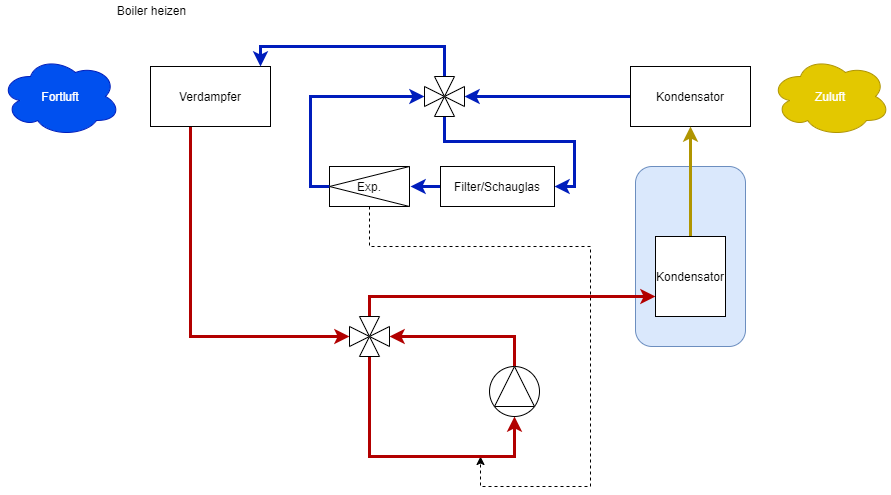 Boiler heizen
Fortluft
Verdampfer
Kondensator
Zuluft
Exp.
Filter/Schauglas
Kondensator